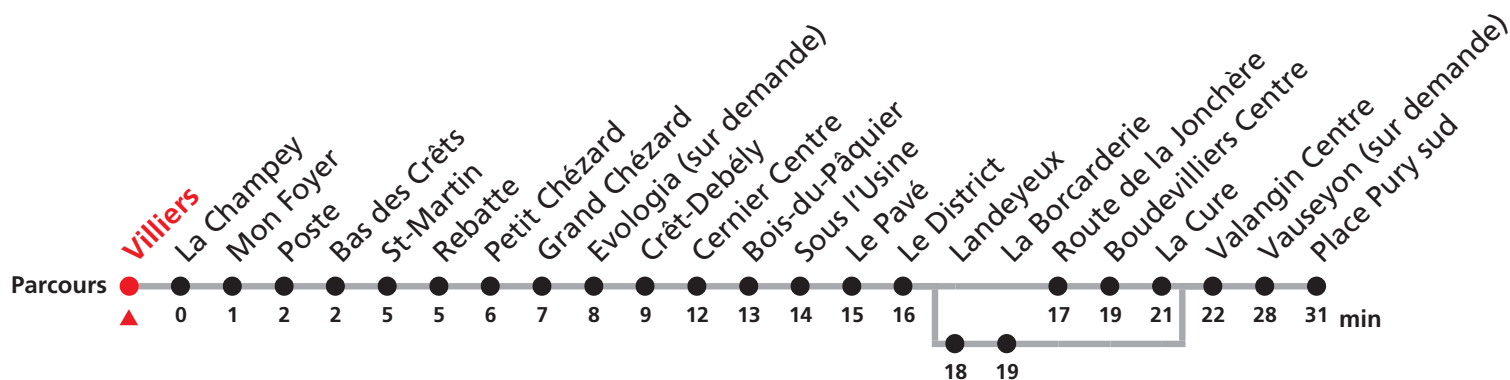 Villiers
La Champey
Mon Foyer
Poste
Bas des Crêts
St-Martin
Rebatte
Petit Chézard
Grand Chézard
Evologia (sur demande)
Crêt-Debély
Cernier Centre
Bois-du-Pâquier
Sous l'Usine
Le Pavé
Le District
Landeyeux
La Borcarderie
Route de la Jonchère
Boudevilliers Centre
La Cure
Valangin Centre
Vauseyon (sur demande)
Place Pury sud
Parcours
0 1 2 2 5 5 6 7 8 9 12 13 14 15 16 17 19 21 22 28 31 min
18 19